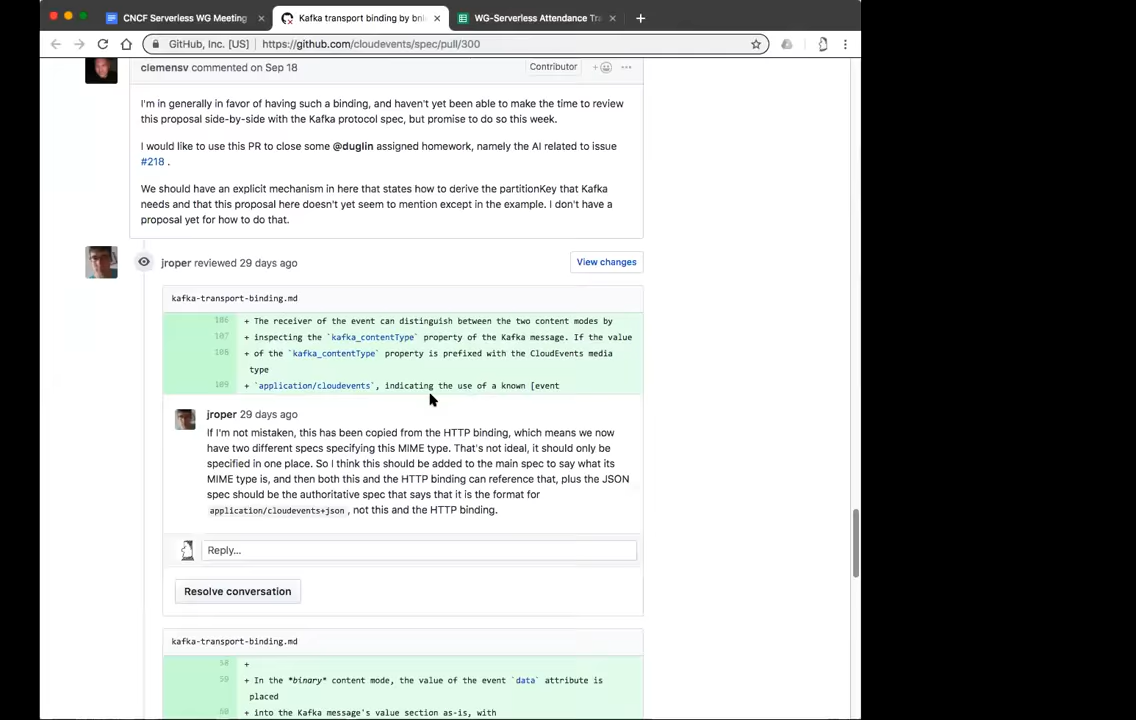 CNCF Serverless WG Meeting
Kafka transport binding by bni
WG-Serverless Attendance Tra
GitHub, Inc. [US] https://github.com/cloudevents/spec/pull/300
clemensv commented on Sep 18
Contributor
I'm in generally in favor of having such a binding, and haven't yet been able to make the time to review
this proposal side-by-side with the Kafka protocol spec, but promise to do so this week.
I would like to use this PR to close some @duglin assigned homework, namely the AI related to issue
#218 .
We should have an explicit mechanism in here that states how to derive the partitionKey that Kafka
needs and that this proposal here doesn't yet seem to mention except in the example. I don't have a
proposal yet for how to do that.
jroper reviewed 29 days ago
View changes
kafka-transport-binding.md
106 + The receiver of the event can distinguish between the two content modes by
107 + inspecting the `kafka_contentType` property of the Kafka message. If the value
108 + of the `kafka_contentType` property is prefixed with the CloudEvents media
type
109 + `application/cloudevents`, indicating the use of a known [event
jroper 29 days ago
If I'm not mistaken, this has been copied from the HTTP binding, which means we now
have two different specs specifying this MIME type. That's not ideal, it should only be
specified in one place. So I think this should be added to the main spec to say what its
MIME type is, and then both this and the HTTP binding can reference that, plus the JSON
spec should be the authoritative spec that says that it is the format for
application/cloudevents+json , not this and the HTTP binding.
Reply...
Resolve conversation
kafka-transport-binding.md
58 +
59 + In the *binary* content mode, the value of the event `data` attribute is
placed
60 + into the Kafka message's value section as-is, with